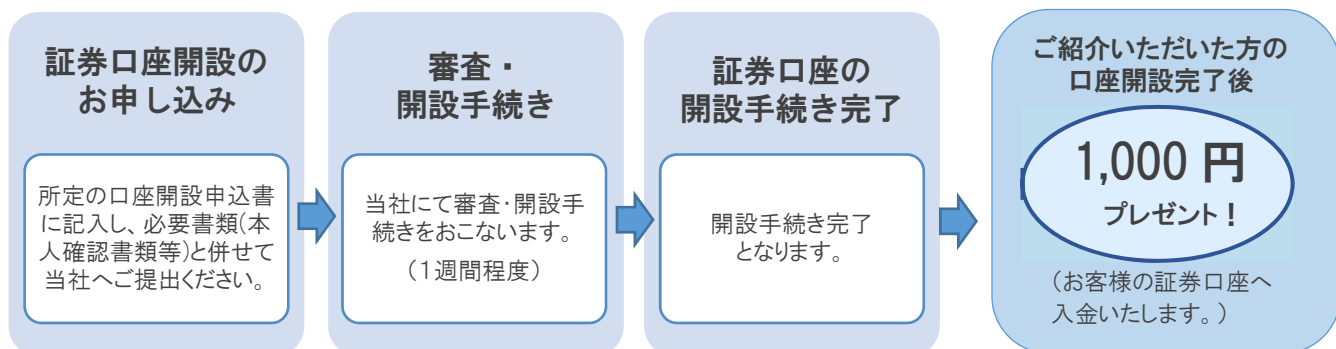 証券口座開設の
お申し込み
所定の口座開設申込書
に記入し、必要書類(本
人確認書類等)と併せて
当社へご提出ください。
審査・
開設手続き
当社にて審査・開設手
続きをおこないます。
（1週間程度）
証券口座の
開設手続き完了
開設手続き完了
となります。
ご紹介いただいた方の
口座開設完了後
1,000 円
プレゼント！
（お客様の証券口座へ
入金いたします。）